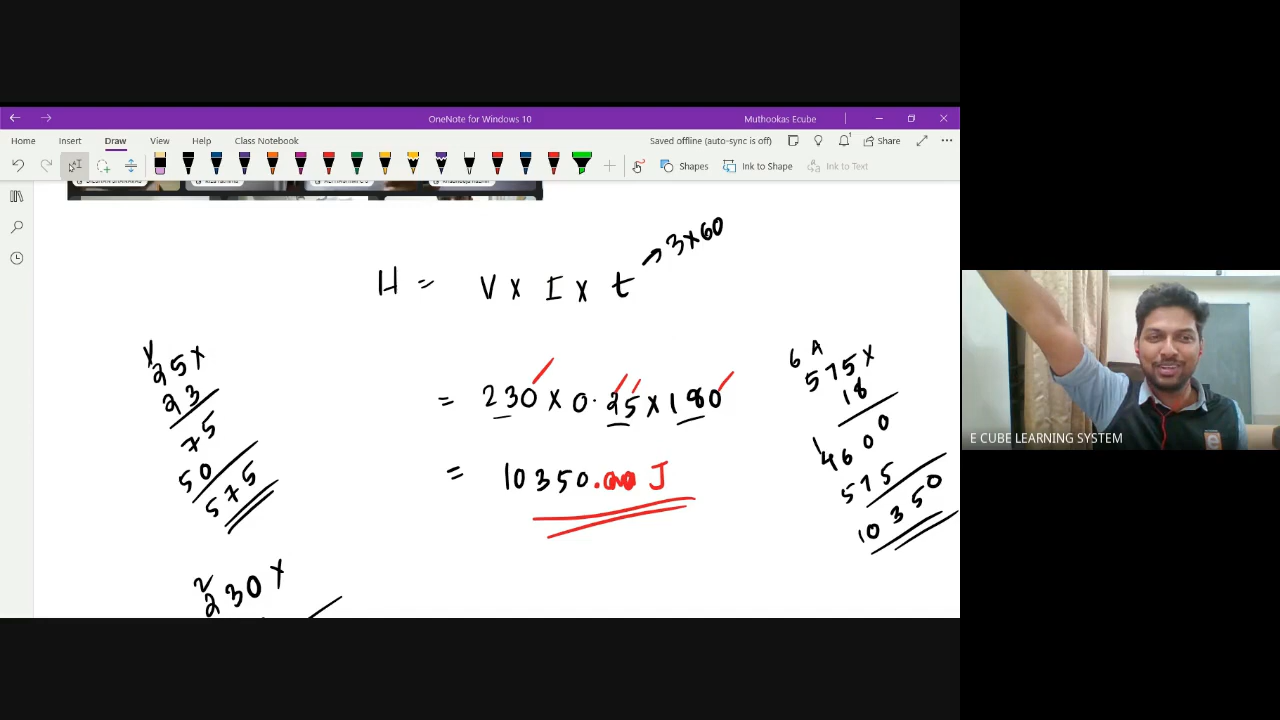 OneNote for Windows 10
Muthookas Ecube
Home Insert Draw View Help Class Notebook
Saved offline (auto-sync is off)
Share
Shapes
Ink to Shape
Ink to Text
H = V x I x t → 3x60
= 230 x 0.25 x 180
= 10350.00 J
25x
23
75
50
575
230 x
575x
18
4600
575
10350
E CUBE LEARNING SYSTEM